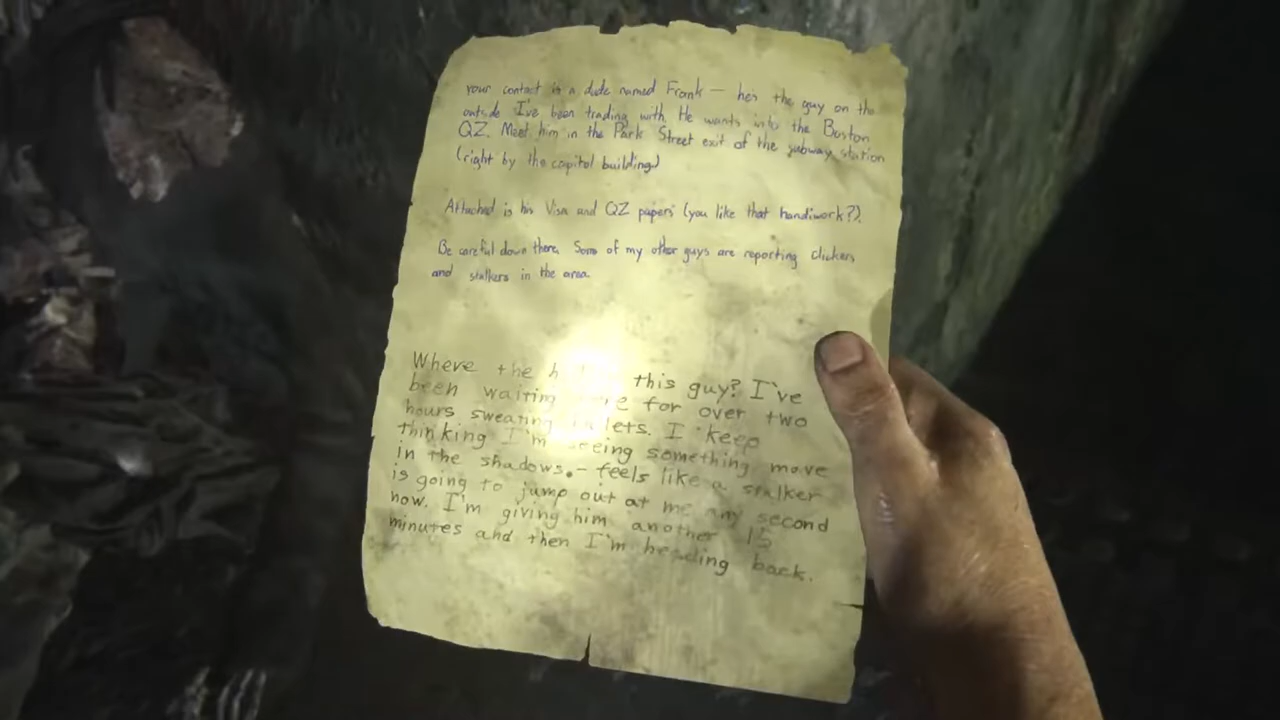 your contact is a dude named Frank — hes the guy on the
outside I've been trading with. He wants into the Boston
QZ. Meet him in the Park Street exit of the subway station
(right by the capitol building)
Attached is his Visa and QZ papers (you like that handiwork?).
Be careful down there. Some of my other guys are reporting clickers
and stalkers in the area.
Where the this guy? I've
been waiting for over two
hours sweating I keep
thinking I'm seeing something move
in the shadows. - feels like a stalker
is going to jump out at me any second
now. I'm giving him another 15
minutes and then I'm heading back.